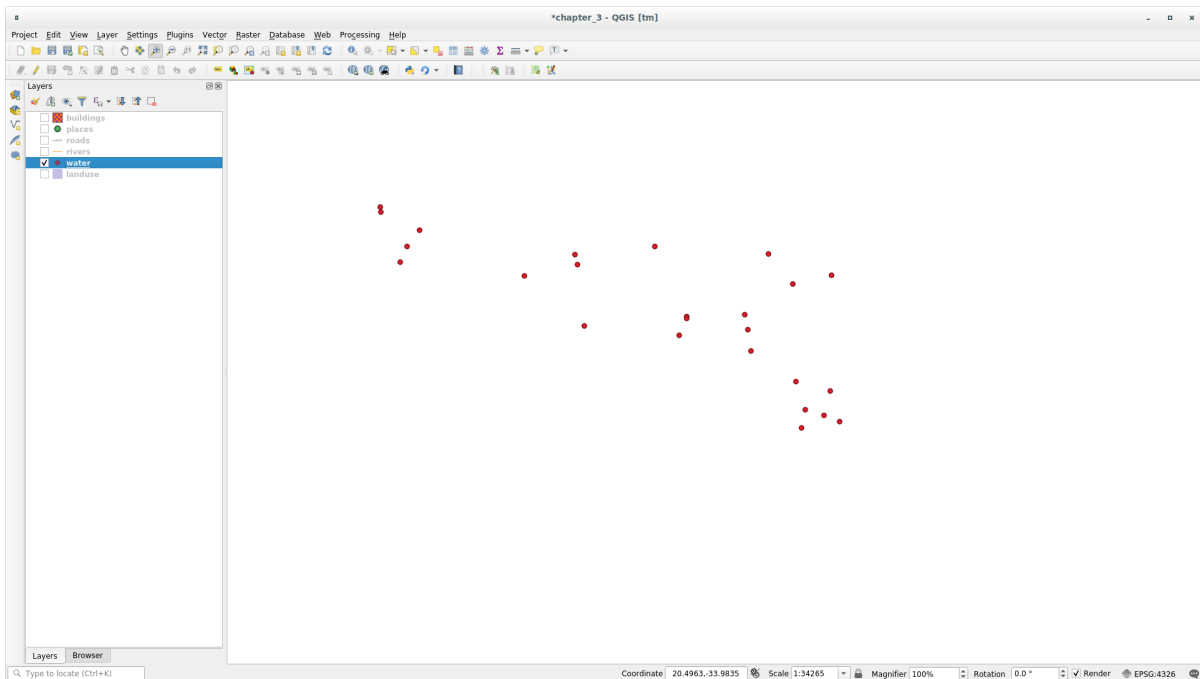 *chapter_3 - QGIS [tm]
Project Edit View Layer Settings Plugins Vector Raster Database Web Processing Help
Layers
buildings
places
roads
rivers
water
landuse
Layers Browser
Type to locate (Ctrl+K) Coordinate 20.4963,-33.9835 Scale 1:34265 Magnifier 100% Rotation 0.0 ° Render EPSG:4326